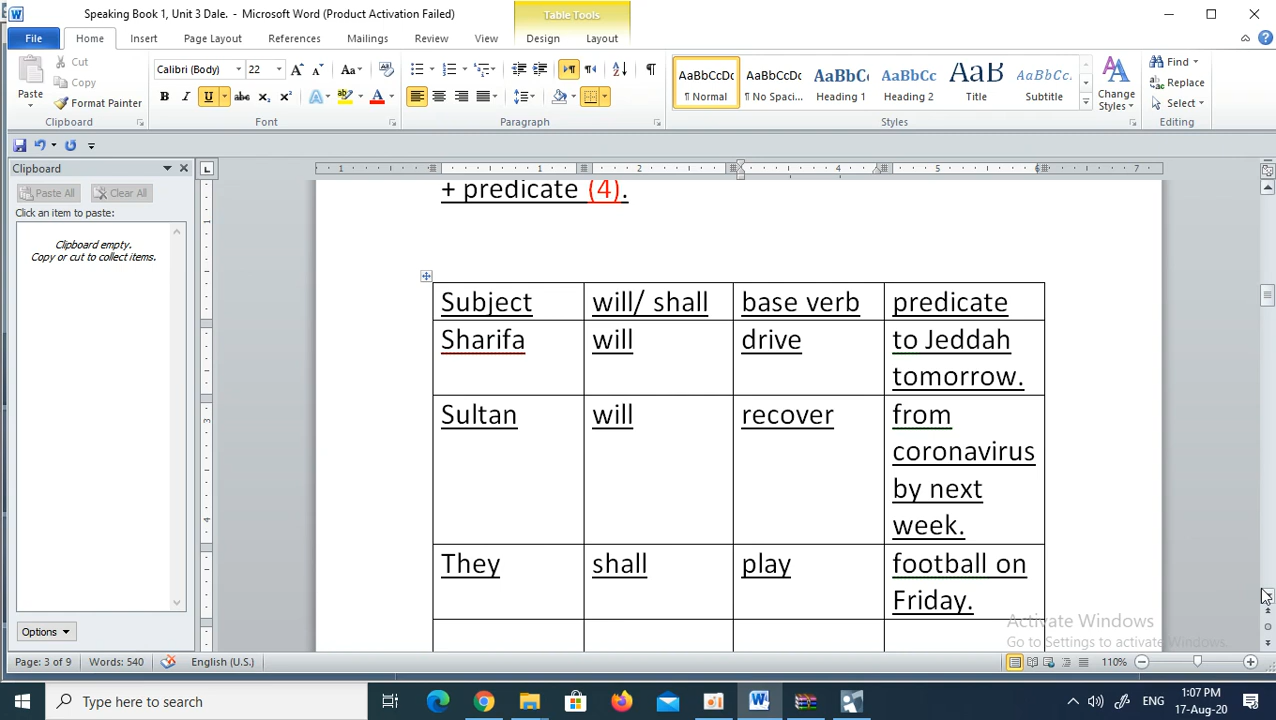 Speaking Book 1, Unit 3 Dale. - Microsoft Word (Product Activation Failed)
Table Tools
File Home Insert Page Layout References Mailings Review View Design Layout
Paste
Cut
Copy
Format Painter
Clipboard
Calibri (Body) 22
Font
Paragraph
AaBbCcDc AaBbCcDc AaBbC AaBbCc AaB AaBbCc.
¶ Normal ¶ No Spaci... Heading 1 Heading 2 Title Subtitle
Change Styles
Styles
Find
Replace
Select
Editing
Clipboard
Paste All Clear All
Click an item to paste:
Clipboard empty.
Copy or cut to collect items.
Options
+ predicate (4).
Subject will/ shall base verb predicate
Sharifa will drive to Jeddah
tomorrow.
Sultan will recover from
coronavirus
by next
week.
They shall play football on
Friday.
Activate Windows
Go to Settings to activate Windows.
Page: 3 of 9 Words: 540 English (U.S.) 110%
Type here to search
ENG
1:07 PM
17-Aug-20